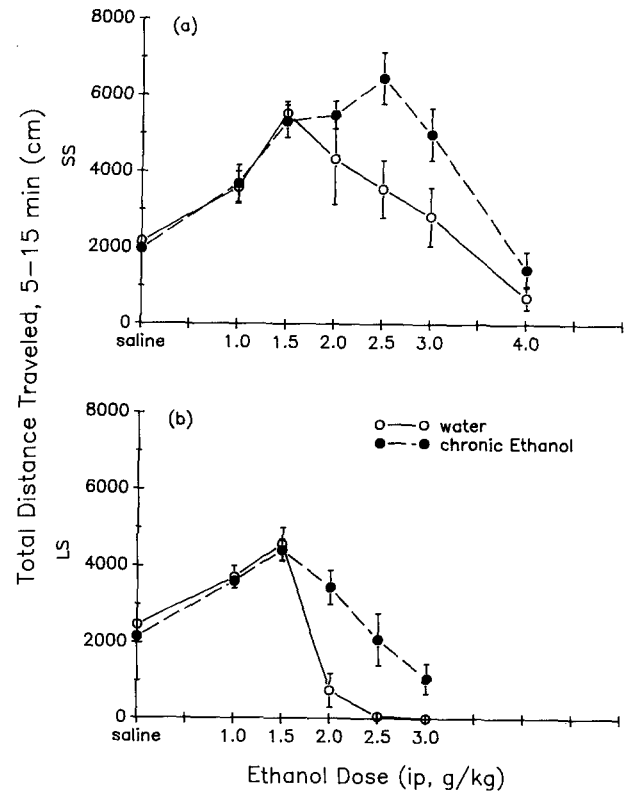 8000
(a)
6000
4000
2000
0
saline 1.0 1.5 2.0 2.5 3.0 4.0
SS
Total Distance Traveled, 5-15 min (cm)
8000
(b)
water
chronic Ethanol
6000
4000
2000
0
saline 1.0 1.5 2.0 2.5 3.0
LS
Ethanol Dose (ip, g/kg)